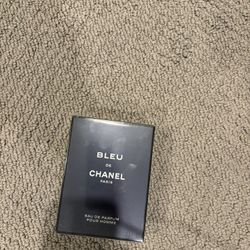 BLEU
DE
CHANEL
PARIS
EAU DE PARFUM
POUR HOMME